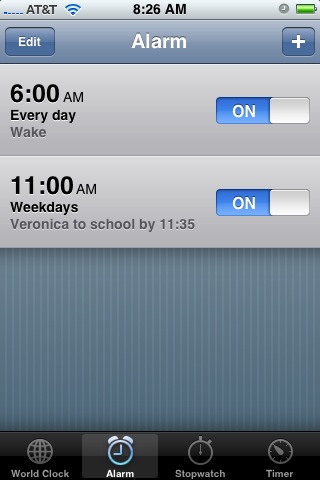 AT&T 8:26 AM
Edit Alarm +
6:00 AM
Every day
Wake
ON
11:00 AM
Weekdays
Veronica to school by 11:35
ON
World Clock Alarm Stopwatch Timer